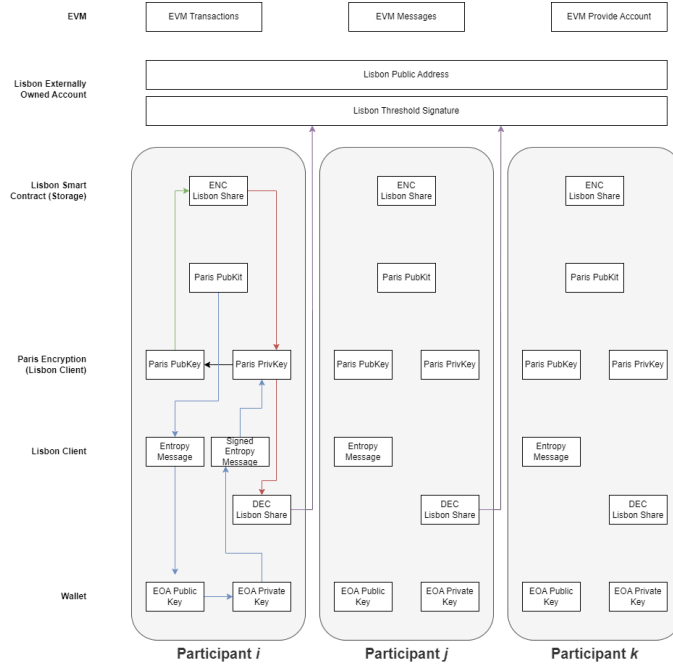 EVM
EVM Transactions
EVM Messages
EVM Provide Account
Lisbon Externally
Owned Account
Lisbon Public Address
Lisbon Threshold Signature
Lisbon Smart
Contract (Storage)
ENC
Lisbon Share
ENC
Lisbon Share
ENC
Lisbon Share
Paris PubKit
Paris PubKit
Paris PubKit
Paris Encryption
(Lisbon Client)
Paris PubKey
Paris PrivKey
Paris PubKey
Paris PrivKey
Paris PubKey
Paris PrivKey
Lisbon Client
Entropy
Message
Signed
Entropy
Message
Entropy
Message
Entropy
Message
DEC
Lisbon Share
DEC
Lisbon Share
DEC
Lisbon Share
Wallet
EOA Public
Key
EOA Private
Key
EOA Public
Key
EOA Private
Key
EOA Public
Key
EOA Private
Key
Participant i
Participant j
Participant k